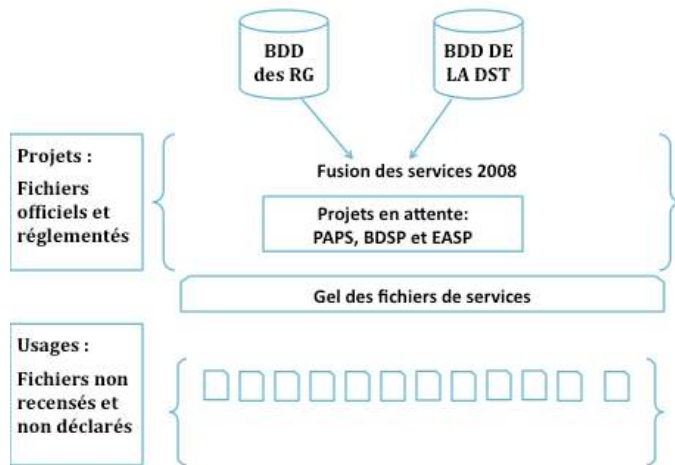 BDD
des RG
BDD DE
LA DST
Projets :
Fichiers
officiels et
réglementés
Fusion des services 2008
Projets en attente:
PAPS, BDSP et EASP
Gel des fichiers de services
Usages :
Fichiers non
recensés et
non déclarés